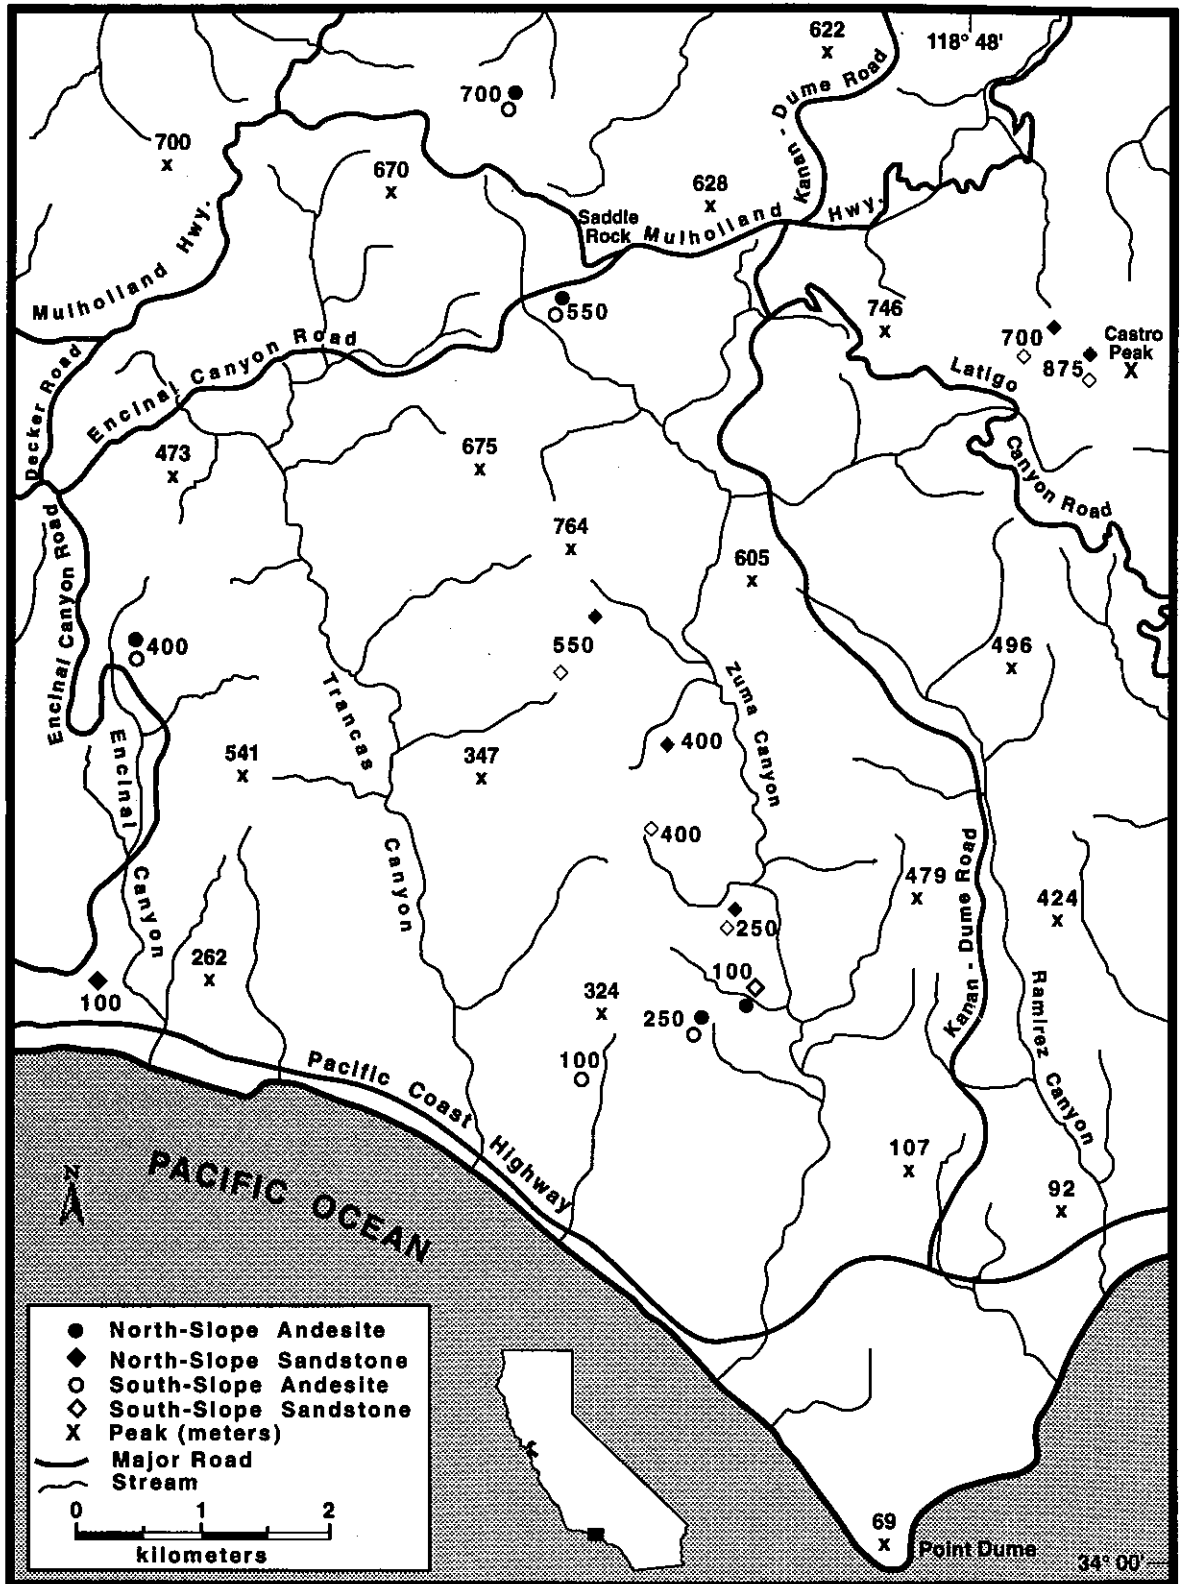 622
118° 48'
Kanan - Dume Road
700
700
670
628
Saddle
Rock
Mulholland Hwy.
Mulholland Hwy.
550
746
700
Castro
Peak
875
Encinal Canyon Road
Decker Road
Latigo
Canyon Road
473
675
764
605
Encinal Canyon Road
400
550
496
Trancas
Canyon
Zuma Canyon
400
541
347
Encinal
Canyon
400
479
424
Kanan - Dume Road
250
262
100
100
324
250
Ramirez Canyon
100
Pacific Coast Highway
107
92
N
PACIFIC OCEAN
North-Slope Andesite
North-Slope Sandstone
South-Slope Andesite
South-Slope Sandstone
X Peak (meters)
Major Road
Stream
0 1 2
kilometers
69
Point Dume
34° 00'